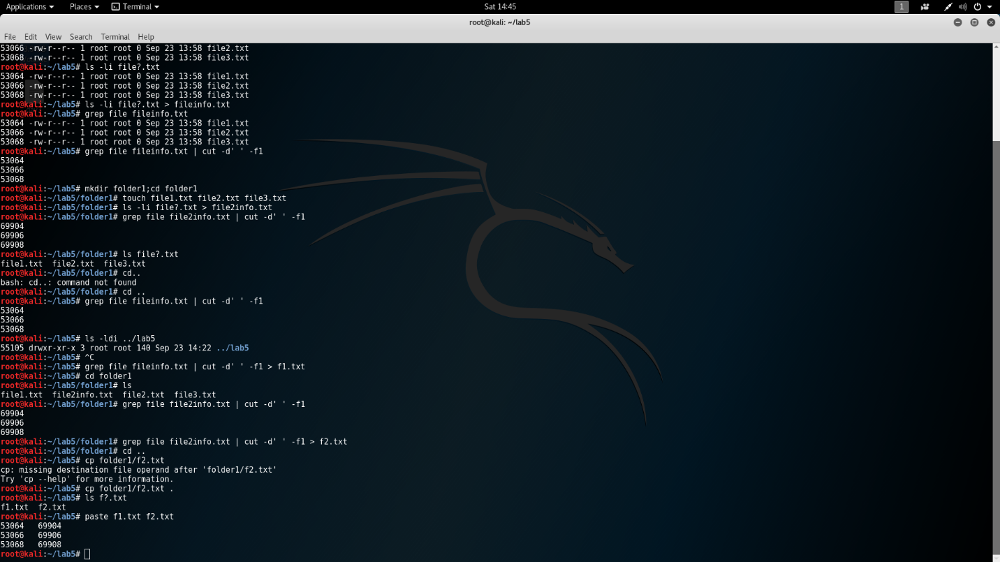 Applications Places Terminal Sat 14:45 1
root@kali: ~/lab5
File Edit View Search Terminal Help
53066 -rw-r--r-- 1 root root 0 Sep 23 13:58 file2.txt
53068 -rw-r--r-- 1 root root 0 Sep 23 13:58 file3.txt
root@kali:~/lab5# ls -li file?.txt
53064 -rw-r--r-- 1 root root 0 Sep 23 13:58 file1.txt
53066 -rw-r--r-- 1 root root 0 Sep 23 13:58 file2.txt
53068 -rw-r--r-- 1 root root 0 Sep 23 13:58 file3.txt
root@kali:~/lab5# ls -li file?.txt > fileinfo.txt
root@kali:~/lab5# grep file fileinfo.txt
53064 -rw-r--r-- 1 root root 0 Sep 23 13:58 file1.txt
53066 -rw-r--r-- 1 root root 0 Sep 23 13:58 file2.txt
53068 -rw-r--r-- 1 root root 0 Sep 23 13:58 file3.txt
root@kali:~/lab5# grep file fileinfo.txt | cut -d' ' -f1
53064
53066
53068
root@kali:~/lab5# mkdir folder1;cd folder1
root@kali:~/lab5/folder1# touch file1.txt file2.txt file3.txt
root@kali:~/lab5/folder1# ls -li file?.txt > file2info.txt
root@kali:~/lab5/folder1# grep file file2info.txt | cut -d' ' -f1
69904
69906
69908
root@kali:~/lab5/folder1# ls file?.txt
file1.txt  file2.txt  file3.txt
root@kali:~/lab5/folder1# cd..
bash: cd..: command not found
root@kali:~/lab5/folder1# cd ..
root@kali:~/lab5# grep file fileinfo.txt | cut -d' ' -f1
53064
53066
53068
root@kali:~/lab5# ls -ldi ../lab5
55105 drwxr-xr-x 3 root root 140 Sep 23 14:22 ../lab5
root@kali:~/lab5# ^C
root@kali:~/lab5# grep file fileinfo.txt | cut -d' ' -f1 > f1.txt
root@kali:~/lab5# cd folder1
root@kali:~/lab5/folder1# ls
file1.txt  file2info.txt  file2.txt  file3.txt
root@kali:~/lab5/folder1# grep file file2info.txt | cut -d' ' -f1
69904
69906
69908
root@kali:~/lab5/folder1# grep file file2info.txt | cut -d' ' -f1 > f2.txt
root@kali:~/lab5/folder1# cd ..
root@kali:~/lab5# cp folder1/f2.txt
cp: missing destination file operand after 'folder1/f2.txt'
Try 'cp --help' for more information.
root@kali:~/lab5# cp folder1/f2.txt .
root@kali:~/lab5# ls f?.txt
f1.txt  f2.txt
root@kali:~/lab5# paste f1.txt f2.txt
53064   69904
53066   69906
53068   69908
root@kali:~/lab5#